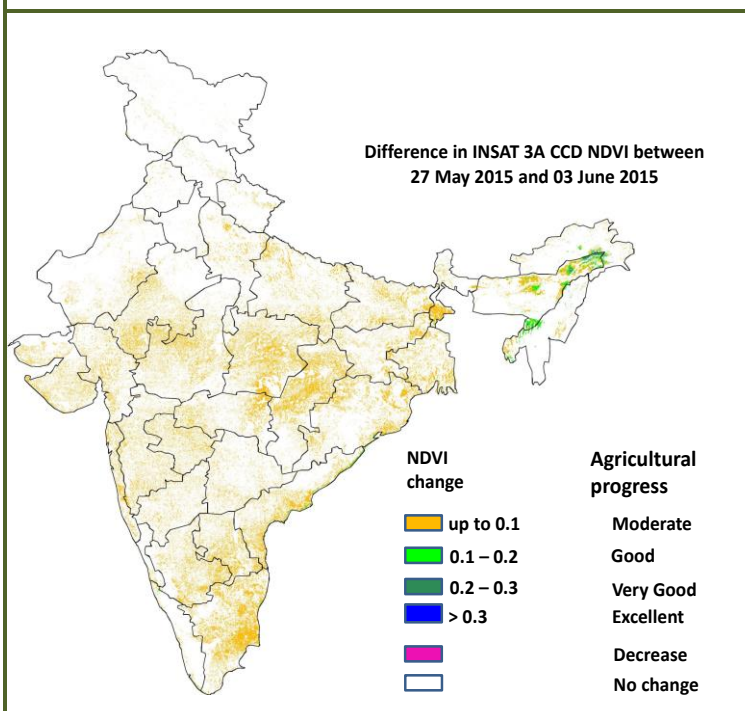 Difference in INSAT 3A CCD NDVI between
27 May 2015 and 03 June 2015
NDVI change
Agricultural progress
up to 0.1 Moderate
0.1 – 0.2 Good
0.2 – 0.3 Very Good
> 0.3 Excellent
Decrease
No change